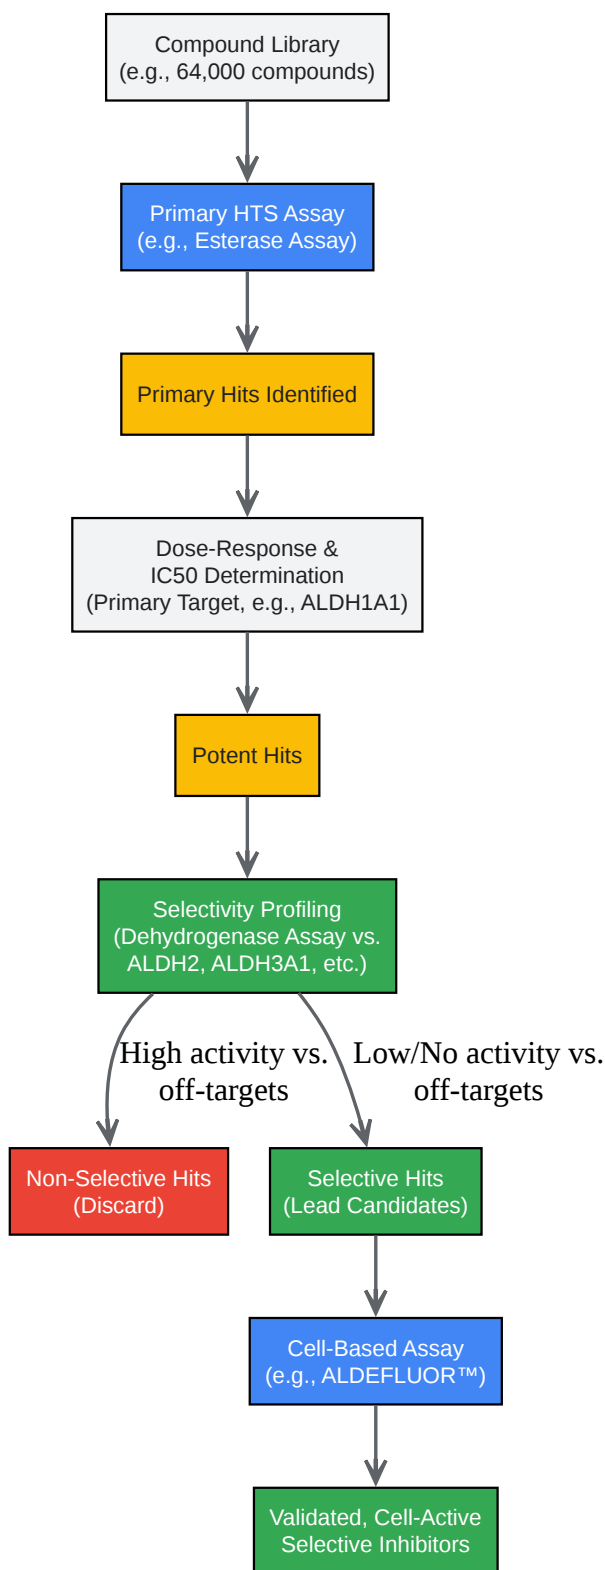 Compound Library
(e.g., 64,000 compounds)
Primary HTS Assay
(e.g., Esterase Assay)
Primary Hits Identified
Dose-Response &
IC50 Determination
(Primary Target, e.g., ALDH1A1)
Potent Hits
Selectivity Profiling
(Dehydrogenase Assay vs.
ALDH2, ALDH3A1, etc.)
High activity vs.
off-targets
Low/No activity vs.
off-targets
Non-Selective Hits
(Discard)
Selective Hits
(Lead Candidates)
Cell-Based Assay
(e.g., ALDEFLUOR™)
Validated, Cell-Active
Selective Inhibitors